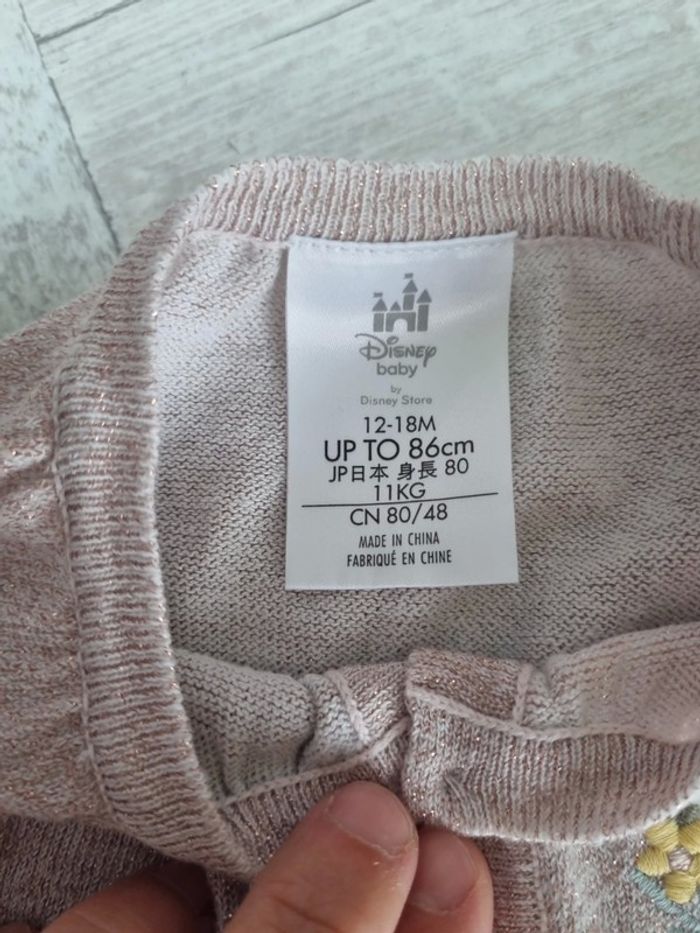 Disney
baby
by
Disney Store
12-18M
UP TO 86cm
JP日本 身長 80
11KG
CN 80/48
MADE IN CHINA
FABRIQUÉ EN CHINE